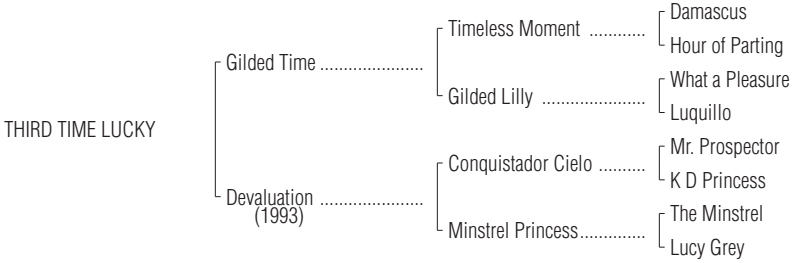 Damascus
Timeless Moment ............
Hour of Parting
Gilded Time ......................
What a Pleasure
Gilded Lilly ......................
Luquillo
THIRD TIME LUCKY
Mr. Prospector
Conquistador Cielo ..........
K D Princess
Devaluation ......................
(1993)
The Minstrel
Minstrel Princess..............
Lucy Grey